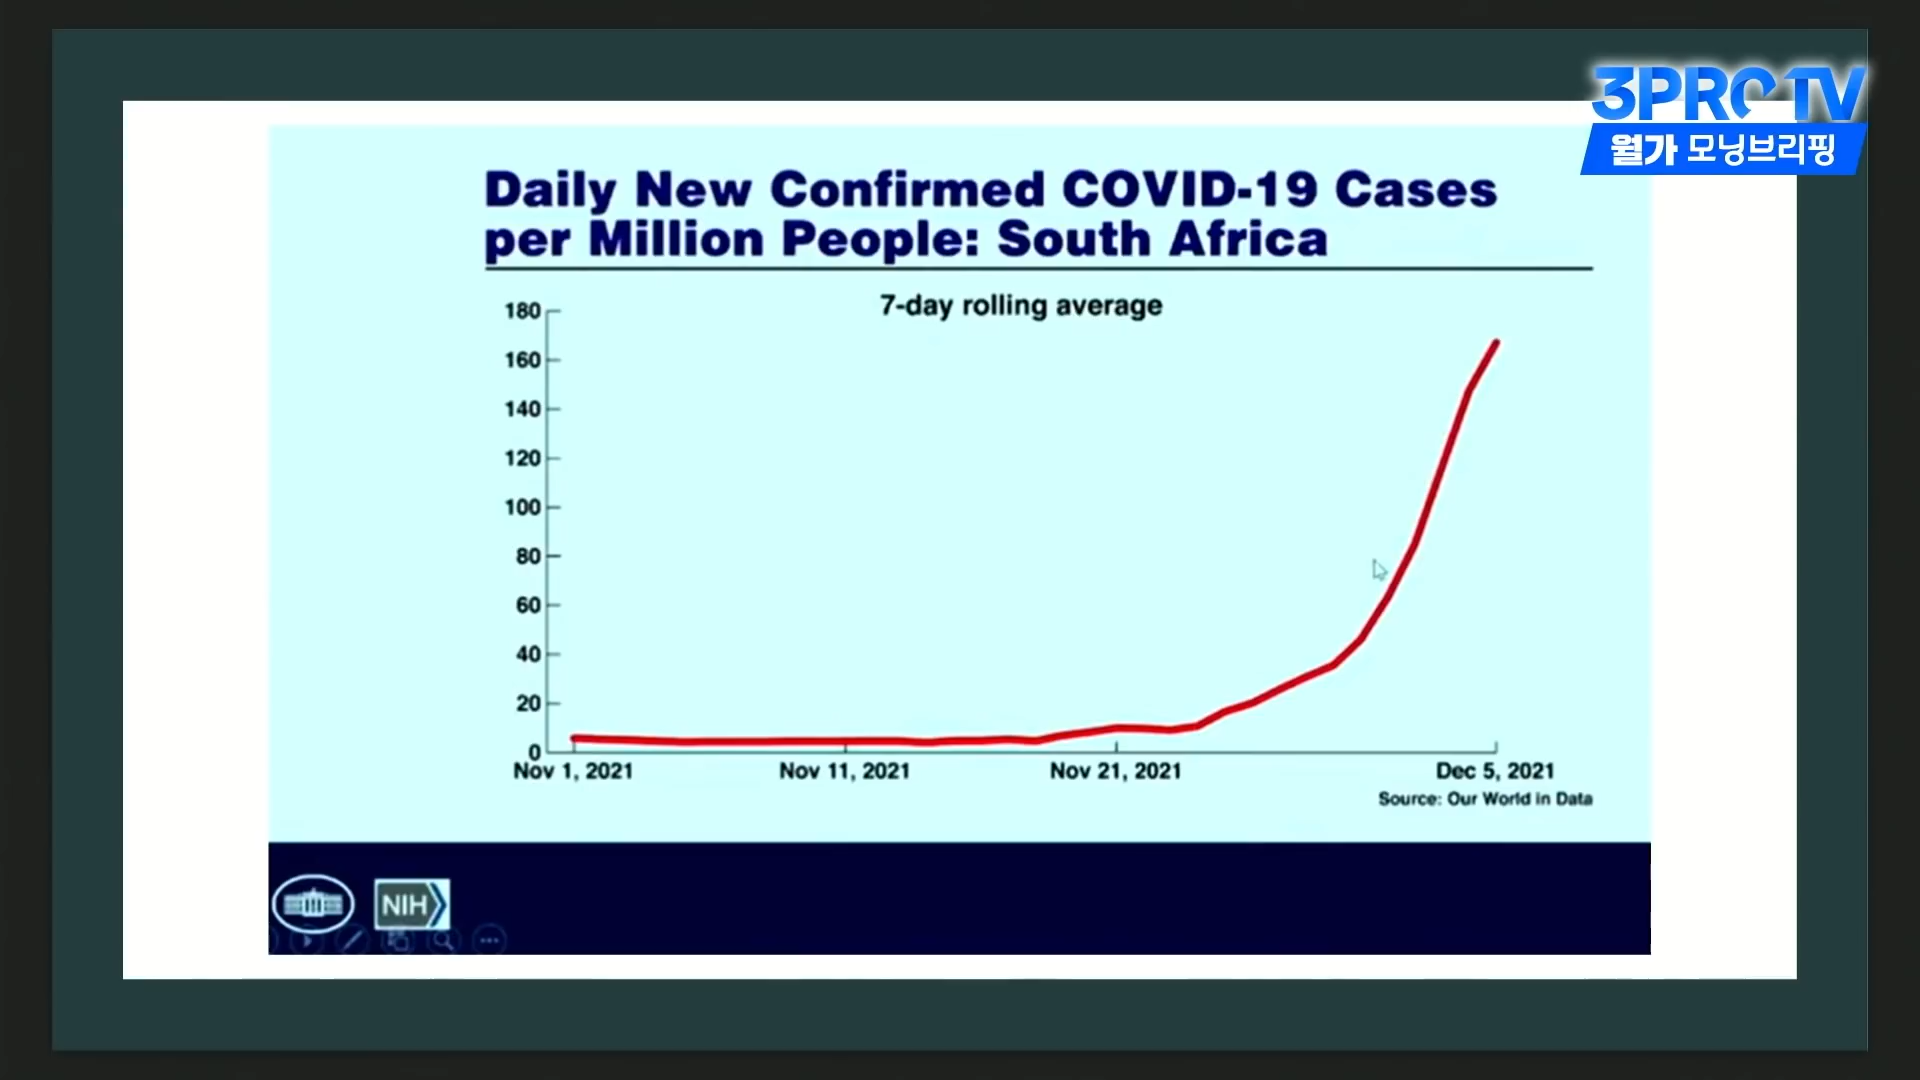 3PROTV
월가 모닝브리핑
Daily New Confirmed COVID-19 Cases
per Million People: South Africa
7-day rolling average
180
160
140
120
100
80
60
40
20
0
Nov 1, 2021
Nov 11, 2021
Nov 21, 2021
Dec 5, 2021
Source: Our World in Data
NIH